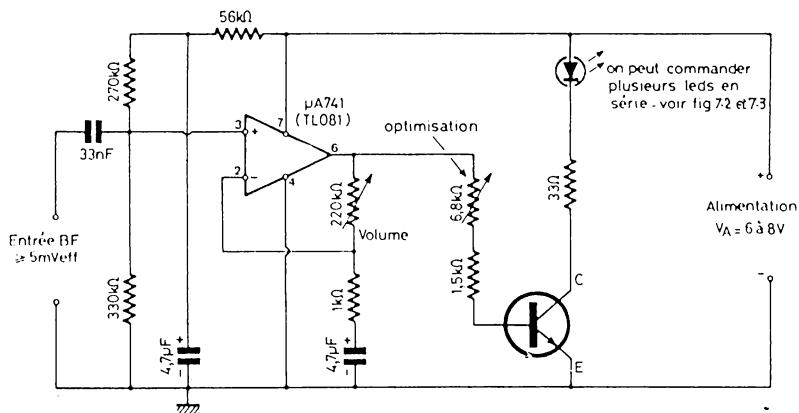 56kΩ
270kΩ
µA741
(TL081)
on peut commander
plusieurs leds en
série - voir fig 7-2 et 7-3
optimisation
33nF
3
+
7
6
2
-
4
220kΩ
Volume
6,8kΩ
33Ω
+
Alimentation
VA = 6 à 8V
-
Entrée BF
≥ 5mVeff
330kΩ
1kΩ
1,5kΩ
C
E
4,7µF
+
-
4,7µF
+
-